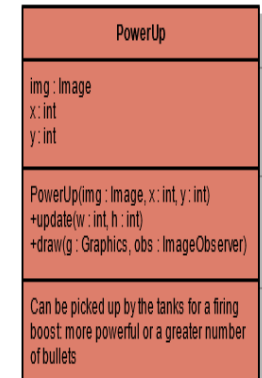 PowerUp
img : Image
x : int
y : int
PowerUp(img : Image, x : int, y : int)
+update(w : int, h : int)
+draw(g : Graphics, obs : ImageObserver)
Can be picked up by the tanks for a firing
boost: more powerful or a greater number
of bullets